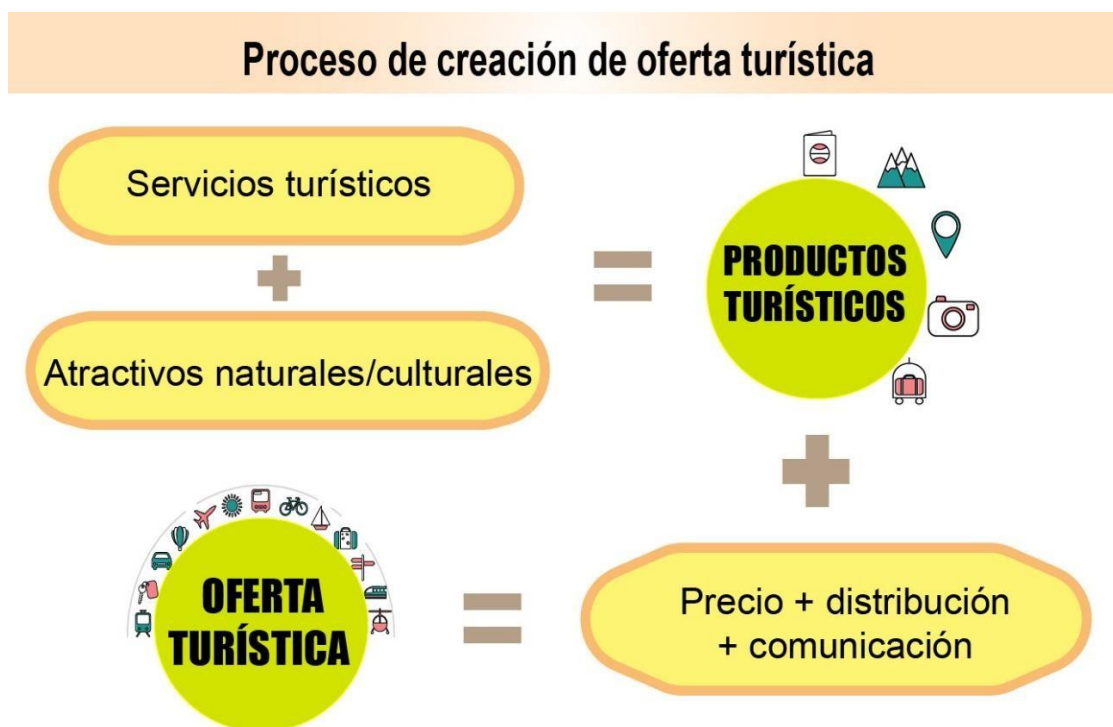 Proceso de creación de oferta turística
Servicios turísticos
+
Atractivos naturales/culturales
=
PRODUCTOS
TURÍSTICOS
+
Precio + distribución
+ comunicación
=
OFERTA
TURÍSTICA